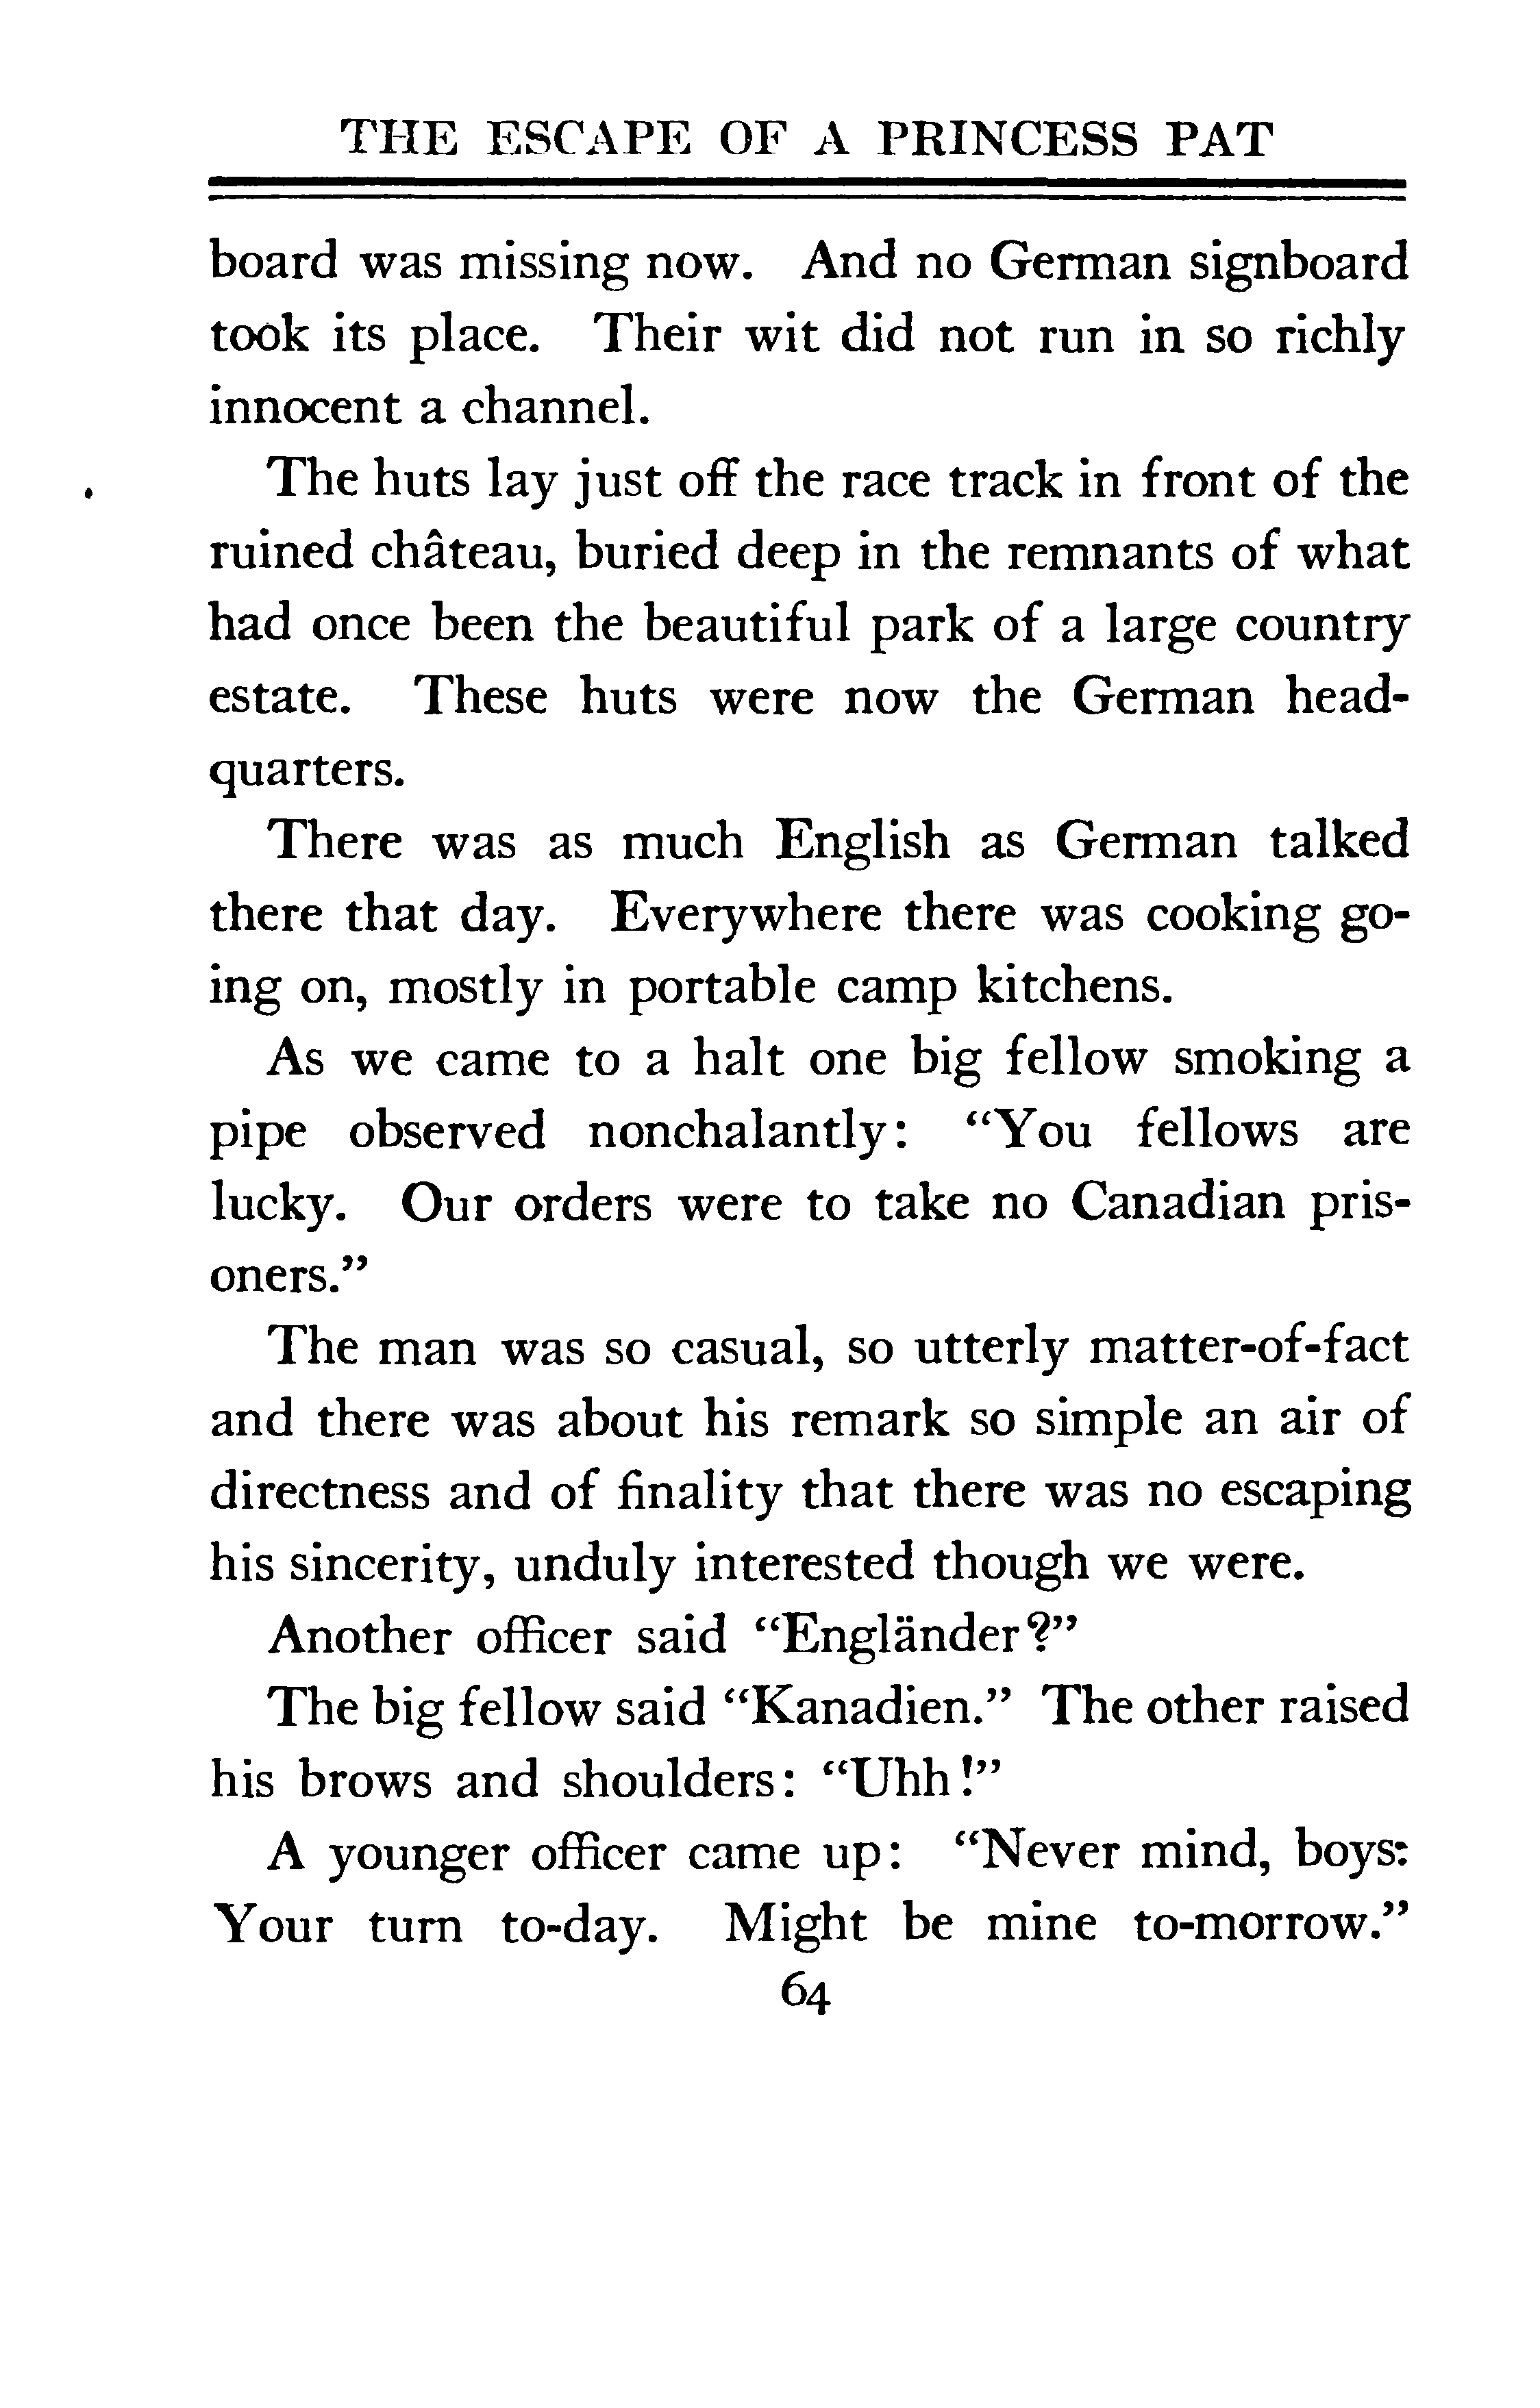 THE ESCAPE OF A PRINCESS PAT
board was missing now. And no German signboard
took its place. Their wit did not run in so richly
innocent a channel.
The huts lay just off the race track in front of the
ruined château, buried deep in the remnants of what
had once been the beautiful park of a large country
estate. These huts were now the German head-
quarters.
There was as much English as German talked
there that day. Everywhere there was cooking go-
ing on, mostly in portable camp kitchens.
As we came to a halt one big fellow smoking a
pipe observed nonchalantly: “You fellows are
lucky. Our orders were to take no Canadian pris-
oners.”
The man was so casual, so utterly matter-of-fact
and there was about his remark so simple an air of
directness and of finality that there was no escaping
his sincerity, unduly interested though we were.
Another officer said “Engländer?”
The big fellow said “Kanadien.” The other raised
his brows and shoulders: “Uhh!”
A younger officer came up: “Never mind, boys:
Your turn to-day. Might be mine to-morrow.”
64